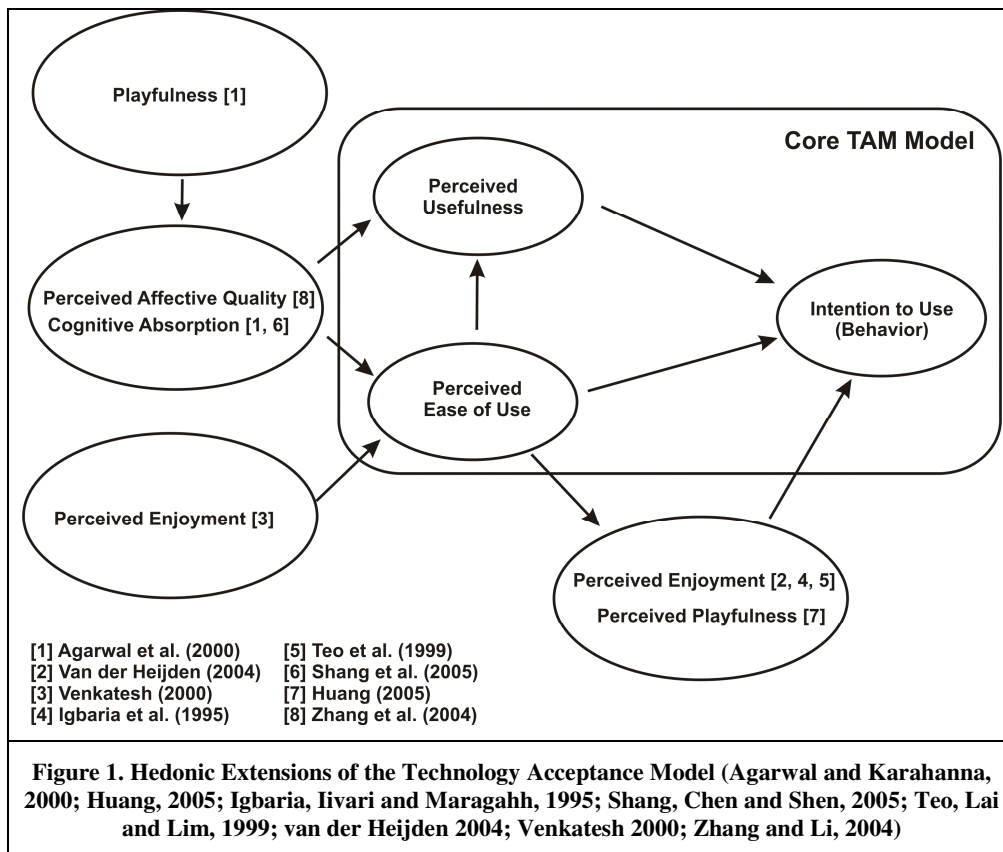 Playfulness [1]
Core TAM Model
Perceived
Usefulness
Perceived Affective Quality [8]
Cognitive Absorption [1, 6]
Intention to Use
(Behavior)
Perceived
Ease of Use
Perceived Enjoyment [3]
Perceived Enjoyment [2, 4, 5]
Perceived Playfulness [7]
[1] Agarwal et al. (2000)
[2] Van der Heijden (2004)
[3] Venkatesh (2000)
[4] Igbaria et al. (1995)
[5] Teo et al. (1999)
[6] Shang et al. (2005)
[7] Huang (2005)
[8] Zhang et al. (2004)
Figure 1. Hedonic Extensions of the Technology Acceptance Model (Agarwal and Karahanna,
2000; Huang, 2005; Igbaria, Iivari and Maragahh, 1995; Shang, Chen and Shen, 2005; Teo, Lai
and Lim, 1999; van der Heijden 2004; Venkatesh 2000; Zhang and Li, 2004)